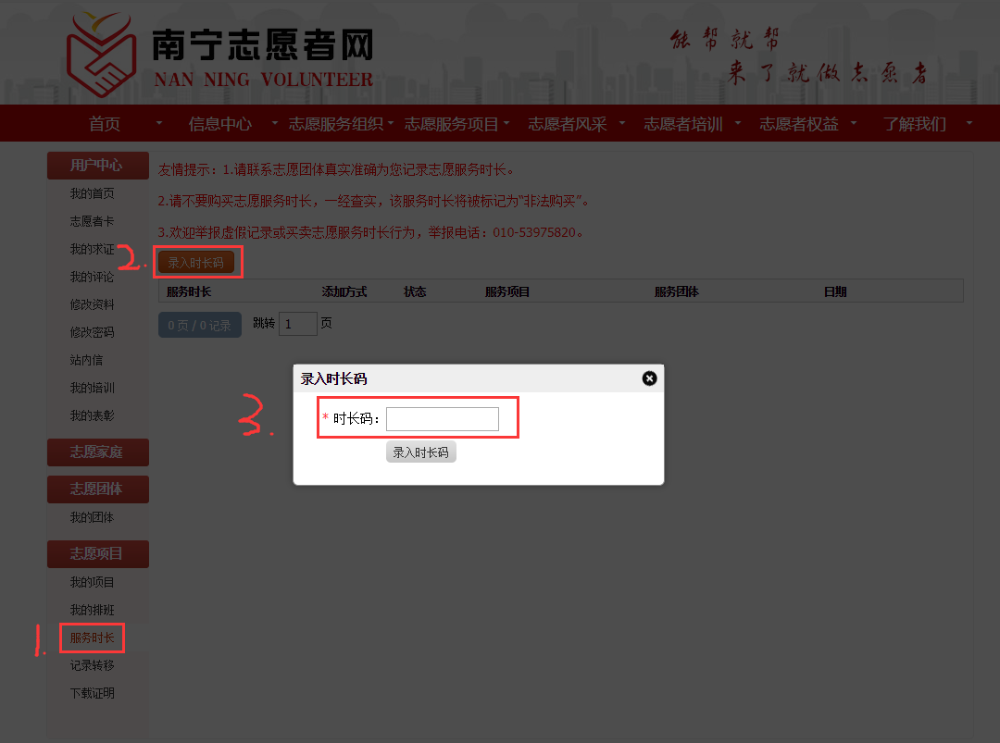 南宁志愿者网
NAN NING VOLUNTEER
能帮就帮
来了就做志愿者
首页 信息中心 志愿服务组织 志愿服务项目 志愿者风采 志愿者培训 志愿者权益 了解我们
用户中心
我的首页
志愿者卡
我的求证
我的评论
修改资料
修改密码
站内信
我的培训
我的表彰
志愿家庭
志愿团体
我的团体
志愿项目
我的项目
我的排班
1.
服务时长
记录转移
下载证明
友情提示：1.请联系志愿团体真实准确为您记录志愿服务时长。
2.请不要购买志愿服务时长，一经查实，该服务时长将被标记为“非法购买”。
3.欢迎举报虚假记录或买卖志愿服务时长行为，举报电话：010-53975820。
2.
录入时长码
服务时长 添加方式 状态 服务项目 服务团体 日期
0 页 / 0 记录 跳转 1 页
录入时长码
3.
* 时长码：
录入时长码